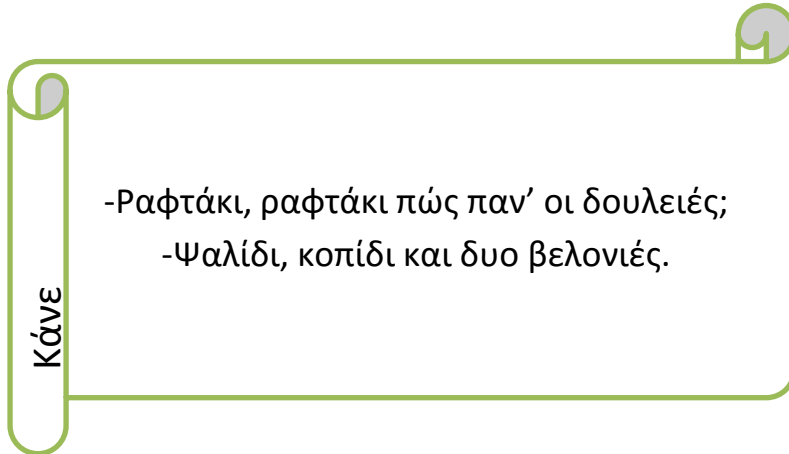 -Ραφτάκι, ραφτάκι πώς παν’ οι δουλειές;
-Ψαλίδι, κοπίδι και δυο βελονιές.
Κάνε